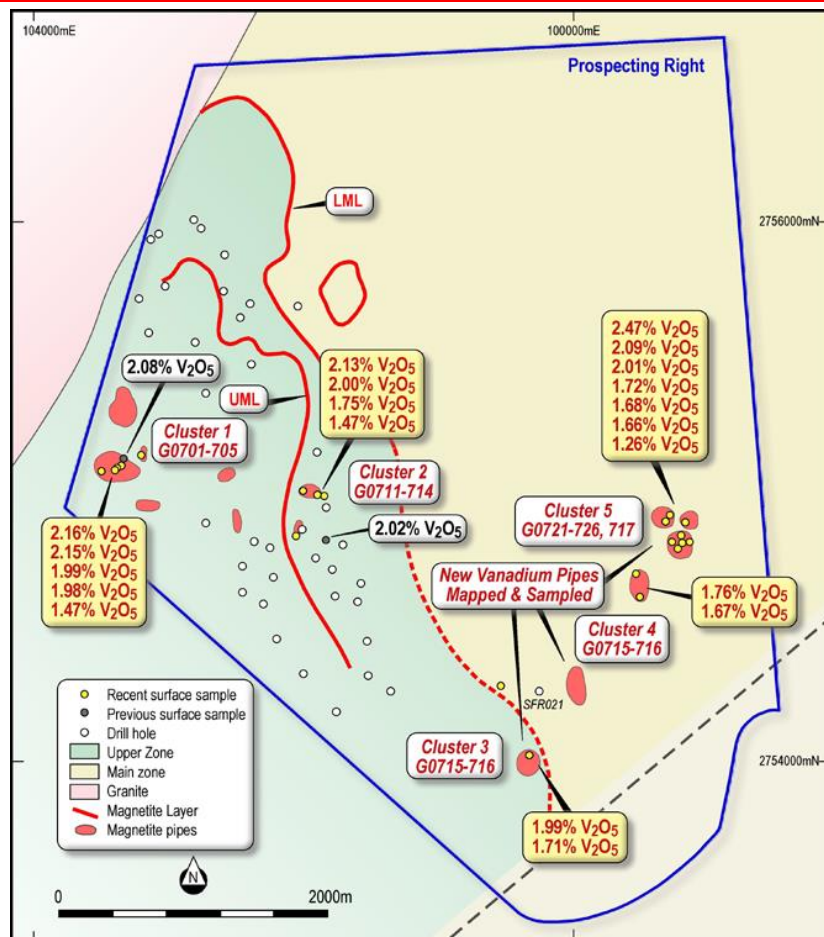 104000mE
100000mE
Prospecting Right
LML
2756000mN
2.47% V₂O₅
2.09% V₂O₅
2.01% V₂O₅
1.72% V₂O₅
1.68% V₂O₅
1.66% V₂O₅
1.26% V₂O₅
2.08% V₂O₅
2.13% V₂O₅
2.00% V₂O₅
1.75% V₂O₅
1.47% V₂O₅
UML
Cluster 1
G0701-705
Cluster 2
G0711-714
Cluster 5
G0721-726, 717
2.02% V₂O₅
2.16% V₂O₅
2.15% V₂O₅
1.99% V₂O₅
1.98% V₂O₅
1.47% V₂O₅
New Vanadium Pipes
Mapped & Sampled
1.76% V₂O₅
1.67% V₂O₅
Cluster 4
G0715-716
SFR021
Cluster 3
G0715-716
2754000mN
1.99% V₂O₅
1.71% V₂O₅
Recent surface sample
Previous surface sample
Drill hole
Upper Zone
Main zone
Granite
Magnetite Layer
Magnetite pipes
N
0 2000m